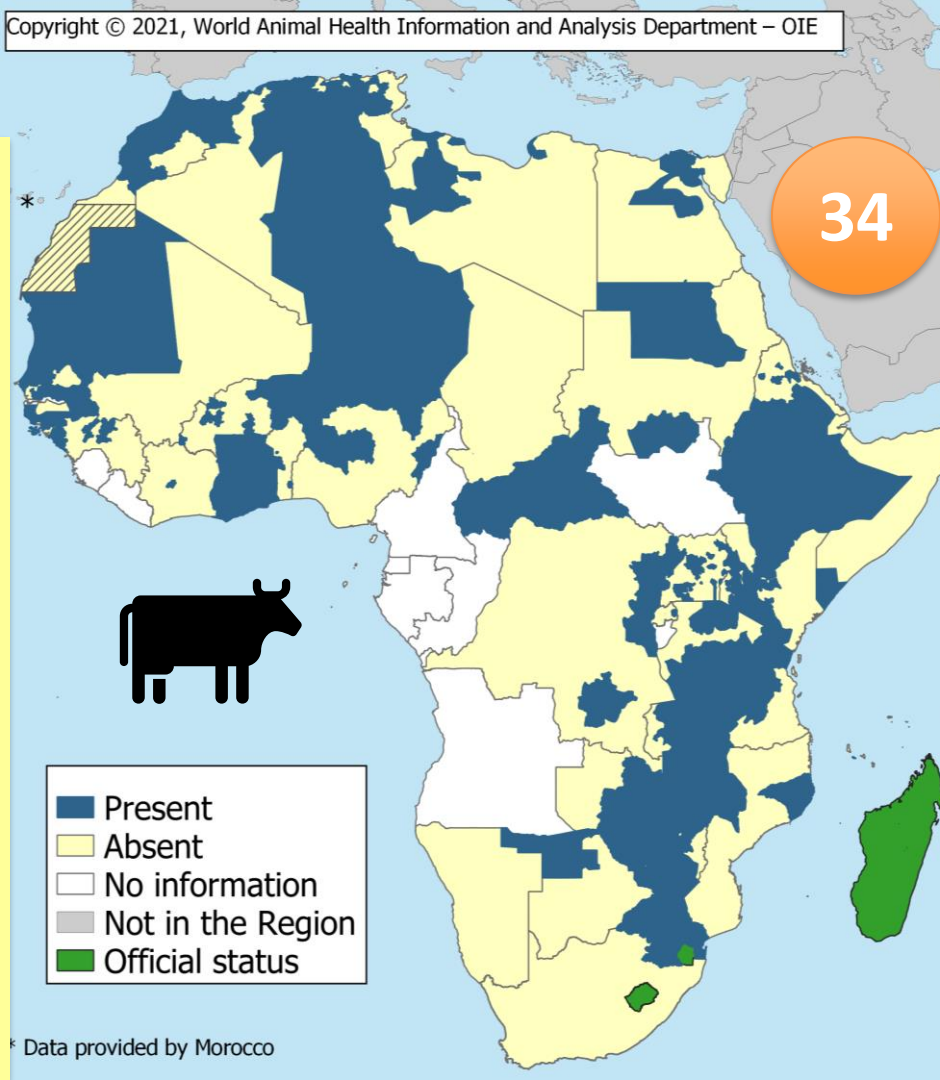 Copyright © 2021, World Animal Health Information and Analysis Department – OIE
34
*
Present
Absent
No information
Not in the Region
Official status
* Data provided by Morocco